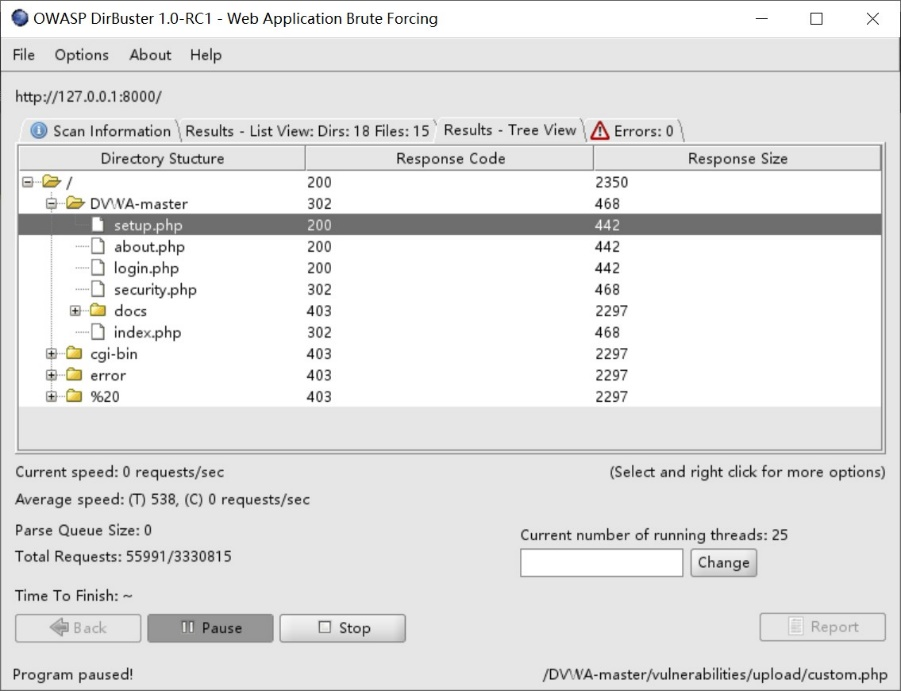 OWASP DirBuster 1.0-RC1 - Web Application Brute Forcing
File Options About Help
http://127.0.0.1:8000/
Scan Information Results - List View: Dirs: 18 Files: 15 Results - Tree View Errors: 0
Directory Stucture Response Code Response Size
/ 200 2350
DVWA-master 302 468
setup.php 200 442
about.php 200 442
login.php 200 442
security.php 302 468
docs 403 2297
index.php 302 468
cgi-bin 403 2297
error 403 2297
%20 403 2297
Current speed: 0 requests/sec (Select and right click for more options)
Average speed: (T) 538, (C) 0 requests/sec
Parse Queue Size: 0
Current number of running threads: 25
Total Requests: 55991/3330815
Change
Time To Finish: ~
Back Pause Stop Report
Program paused! /DVWA-master/vulnerabilities/upload/custom.php